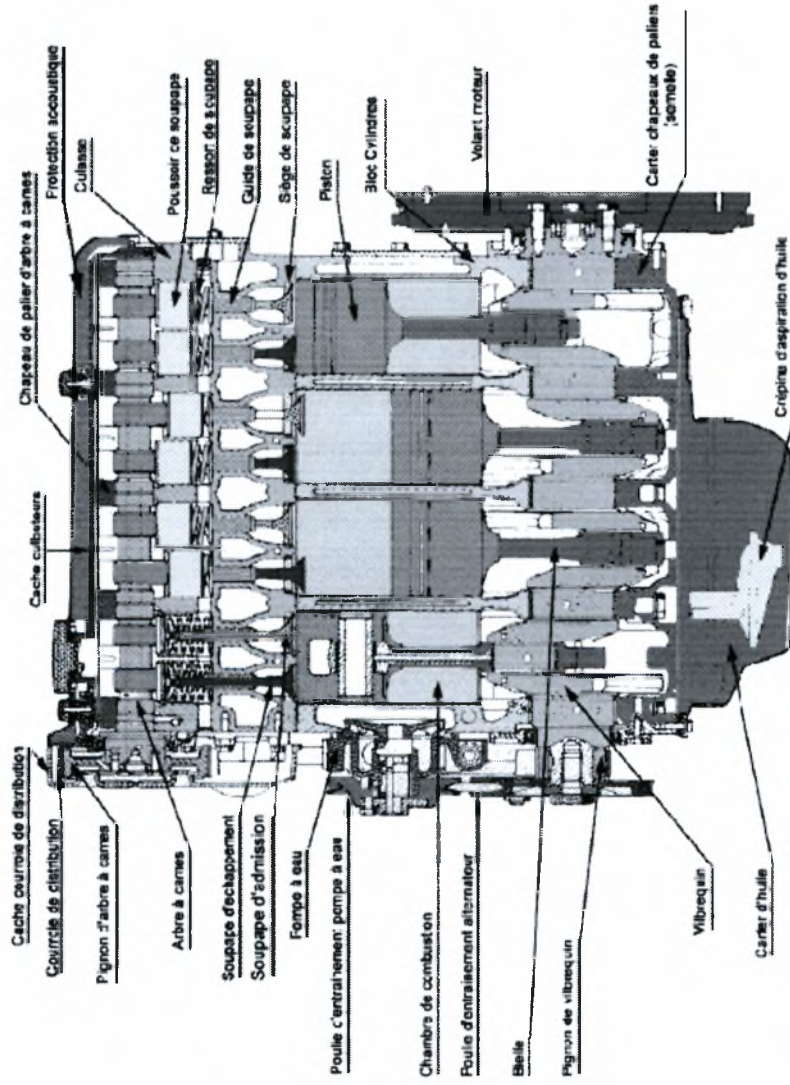 Cache courroie de distribution
Courroie de distribution
Pignon d'arbre à cames
Arbre à cames
Soupape d'échappement
Soupape d'admission
Pompe à eau
Poulie d'entrainement pompe à eau
Chambre de combustion
Poulie d'entrainement alternateur
Bielle
Pignon de vilbrequin
Vilbrequin
Carter d'huile
Cache culbuteurs
Chapeau de palier d'arbre à cames
Protection accoustique
Culasse
Poussoir de soupape
Ressort de soupape
Guide de soupape
Siège de soupape
Piston
Bloc Cylindres
Volant moteur
Carter chapeaux de paliers
(semelle)
Crépine d'aspiration d'huile